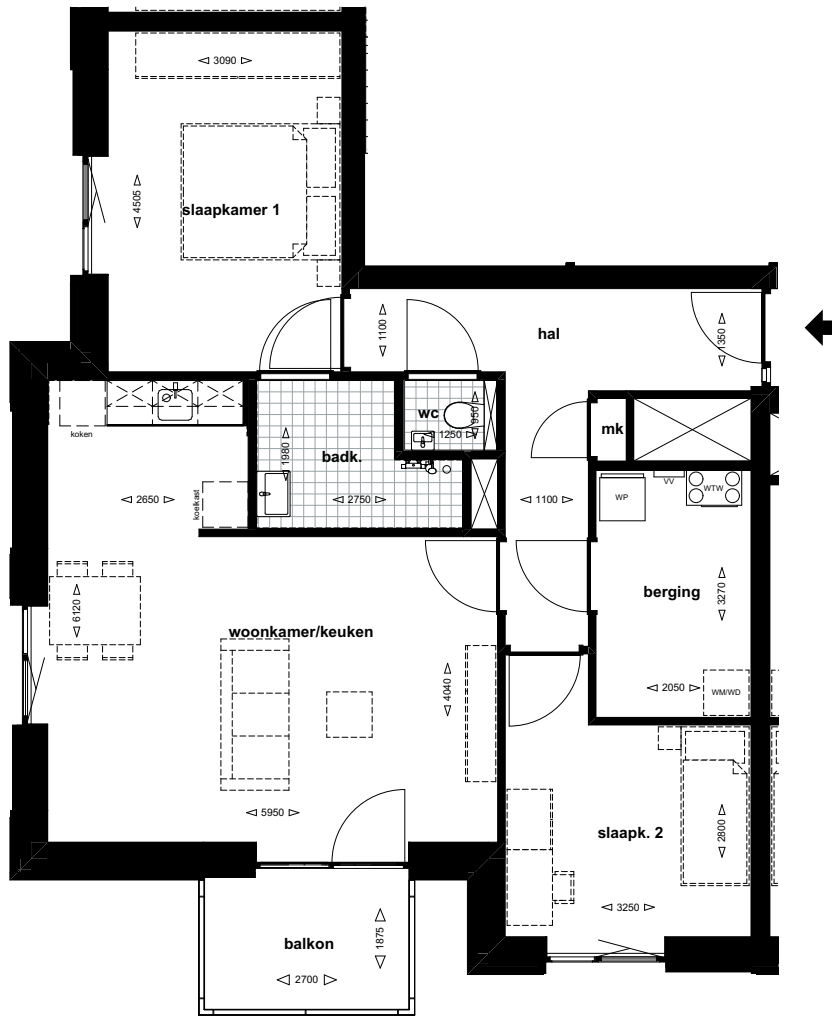 3090
4505
slaapkamer 1
1100
hal
1350
koken
wc
950
1250
mk
1980
badk.
2750
2650
koelkast
1100
WP
VV
WTW
6120
woonkamer/keuken
berging
3270
4040
2050
WM/WD
5950
slaapk. 2
2800
3250
balkon
1875
2700